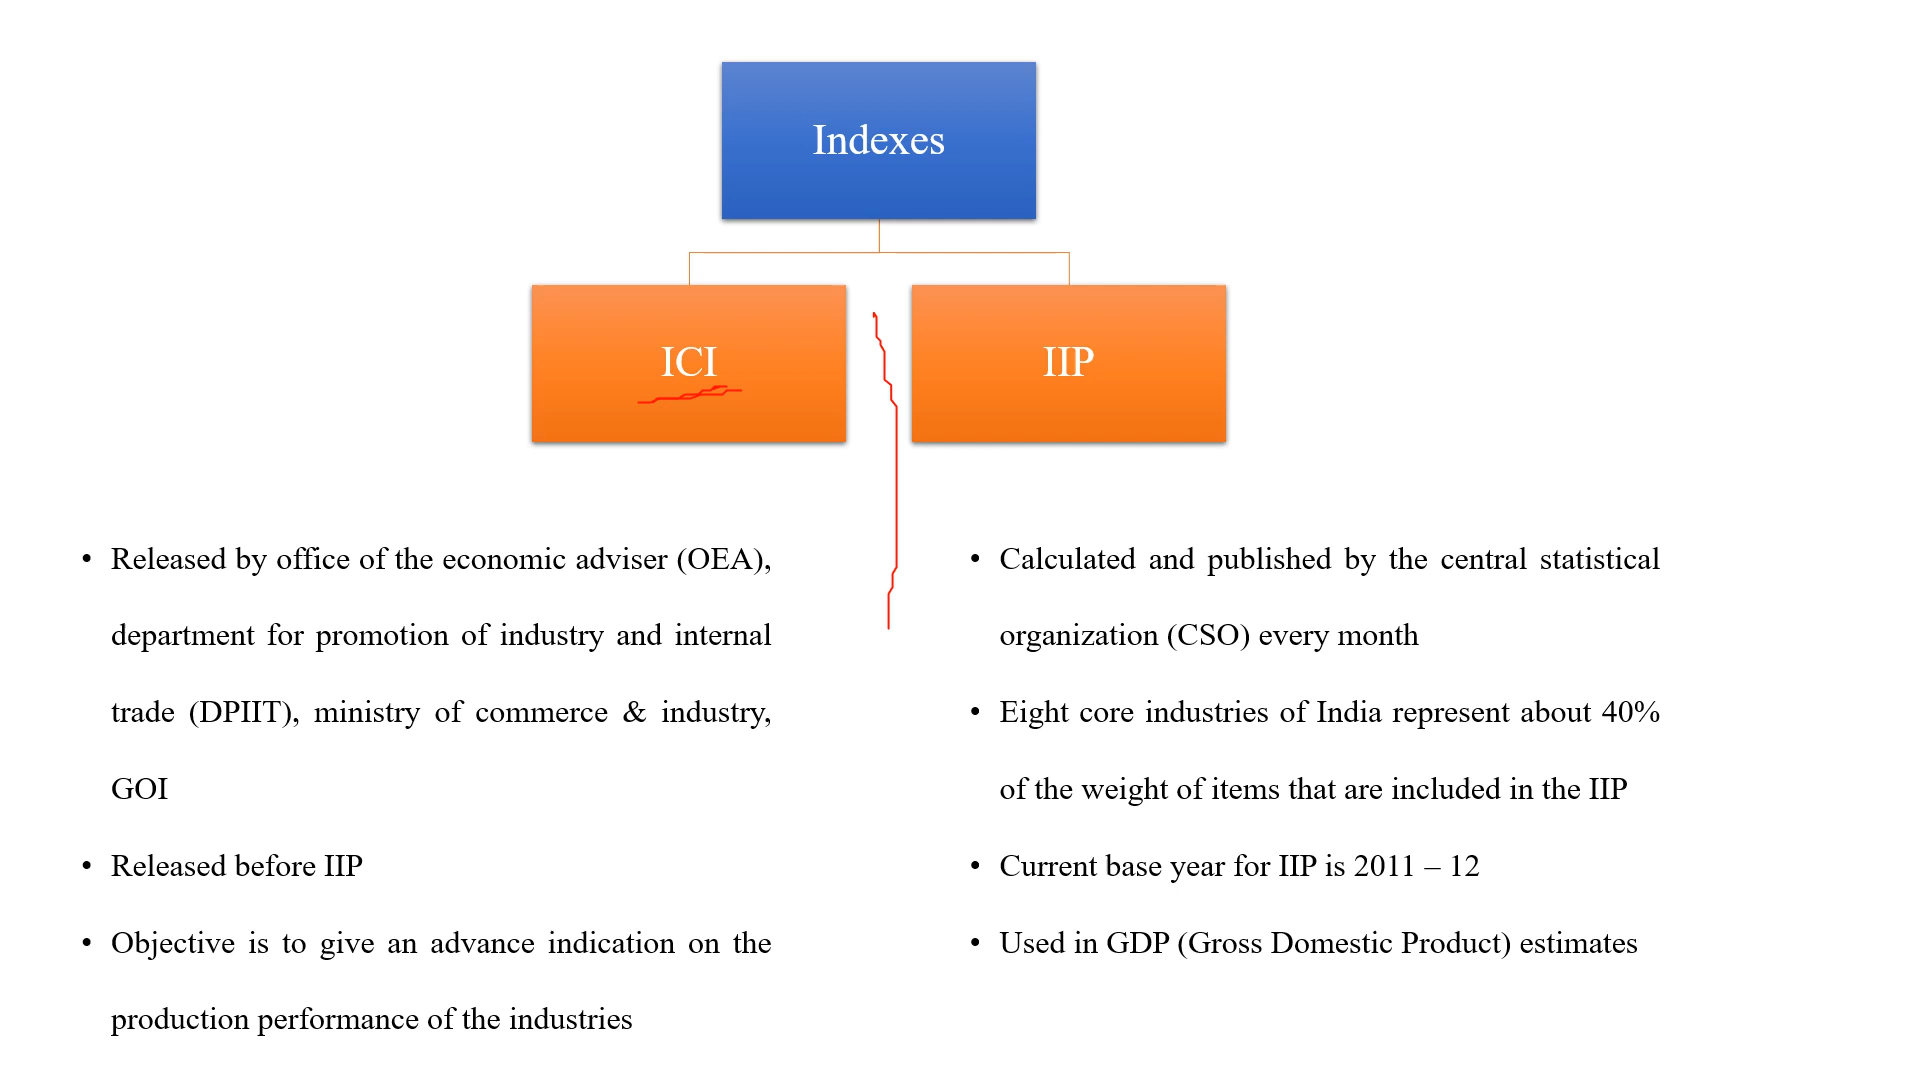 Indexes
ICI
IIP
• Released by office of the economic adviser (OEA),
department for promotion of industry and internal
trade (DPIIT), ministry of commerce & industry,
GOI
• Released before IIP
• Objective is to give an advance indication on the
production performance of the industries
• Calculated and published by the central statistical
organization (CSO) every month
• Eight core industries of India represent about 40%
of the weight of items that are included in the IIP
• Current base year for IIP is 2011 – 12
• Used in GDP (Gross Domestic Product) estimates